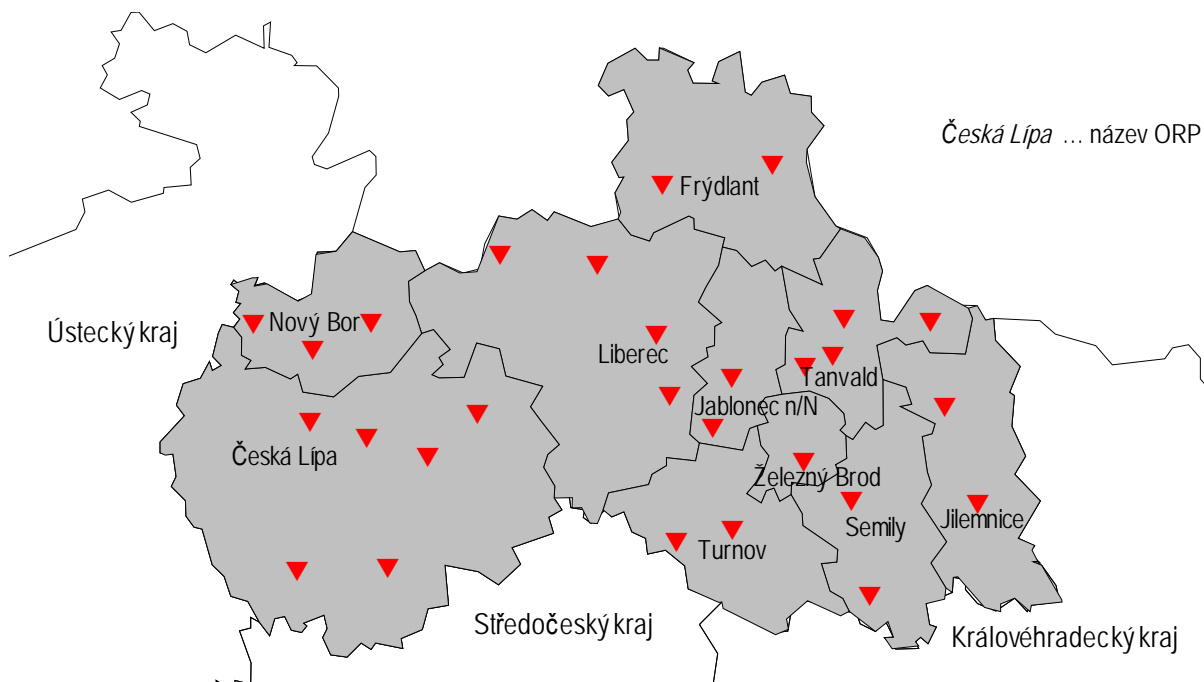 Česká Lípa … název ORP
Frýdlant
Ústecký kraj
Nový Bor
Liberec
Tanvald
Jablonec n/N
Česká Lípa
Železný Brod
Semily
Jilemnice
Turnov
Středočeský kraj
Královéhradecký kraj